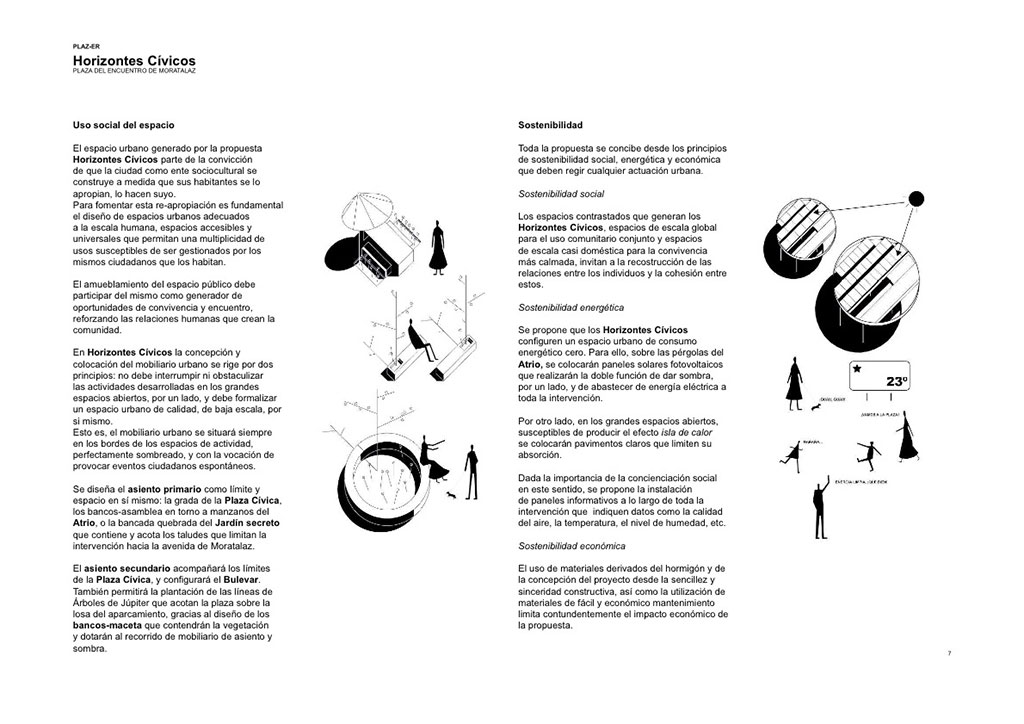 PLAZ-ER
Horizontes Cívicos
PLAZA DEL ENCUENTRO DE MORATALAZ
Uso social del espacio
El espacio urbano generado por la propuesta
Horizontes Cívicos parte de la convicción
de que la ciudad como ente sociocultural se
construye a medida que sus habitantes se lo
apropian, lo hacen suyo.
Para fomentar esta re-apropiación es fundamental
el diseño de espacios urbanos adecuados
a la escala humana, espacios accesibles y
universales que permitan una multiplicidad de
usos susceptibles de ser gestionados por los
mismos ciudadanos que los habitan.
El amueblamiento del espacio público debe
participar del mismo como generador de
oportunidades de convivencia y encuentro,
reforzando las relaciones humanas que crean la
comunidad.
En Horizontes Cívicos la concepción y
colocación del mobiliario urbano se rige por dos
principios: no debe interrumpir ni obstaculizar
las actividades desarrolladas en los grandes
espacios abiertos, por un lado, y debe formalizar
un espacio urbano de calidad, de baja escala, por
si mismo.
Esto es, el mobiliario urbano se situará siempre
en los bordes de los espacios de actividad,
perfectamente sombreado, y con la vocación de
provocar eventos ciudadanos espontáneos.
Se diseña el asiento primario como límite y
espacio en sí mismo: la grada de la Plaza Cívica,
los bancos-asamblea en torno a manzanos del
Atrio, o la bancada quebrada del Jardín secreto
que contiene y acota los taludes que limitan la
intervención hacia la avenida de Moratalaz.
El asiento secundario acompañará los límites
de la Plaza Cívica, y configurará el Bulevar.
También permitirá la plantación de las líneas de
Árboles de Júpiter que acotan la plaza sobre la
losa del aparcamiento, gracias al diseño de los
bancos-maceta que contendrán la vegetación
y dotarán al recorrido de mobiliario de asiento y
sombra.
Sostenibilidad
Toda la propuesta se concibe desde los principios
de sostenibilidad social, energética y económica
que deben regir cualquier actuación urbana.
Sostenibilidad social
Los espacios contrastados que generan los
Horizontes Cívicos, espacios de escala global
para el uso comunitario conjunto y espacios
de escala casi doméstica para la convivencia
más calmada, invitan a la recostrucción de las
relaciones entre los individuos y la cohesión entre
estos.
Sostenibilidad energética
Se propone que los Horizontes Cívicos
configuren un espacio urbano de consumo
energético cero. Para ello, sobre las pérgolas del
Atrio, se colocarán paneles solares fotovoltaicos
que realizarán la doble función de dar sombra,
por un lado, y de abastecer de energía eléctrica a
toda la intervención.
Por otro lado, en los grandes espacios abiertos,
susceptibles de producir el efecto isla de calor
se colocarán pavimentos claros que limiten su
absorción.
Dada la importancia de la concienciación social
en este sentido, se propone la instalación
de paneles informativos a lo largo de toda la
intervención que indiquen datos como la calidad
del aire, la temperatura, el nivel de humedad, etc.
Sostenibilidad económica
El uso de materiales derivados del hormigón y de
la concepción del proyecto desde la sencillez y
sinceridad constructiva, así como la utilización de
materiales de fácil y económico mantenimiento
limita contundentemente el impacto económico de
la propuesta.
23º
¡VAMOS A LA PLAZA!
7